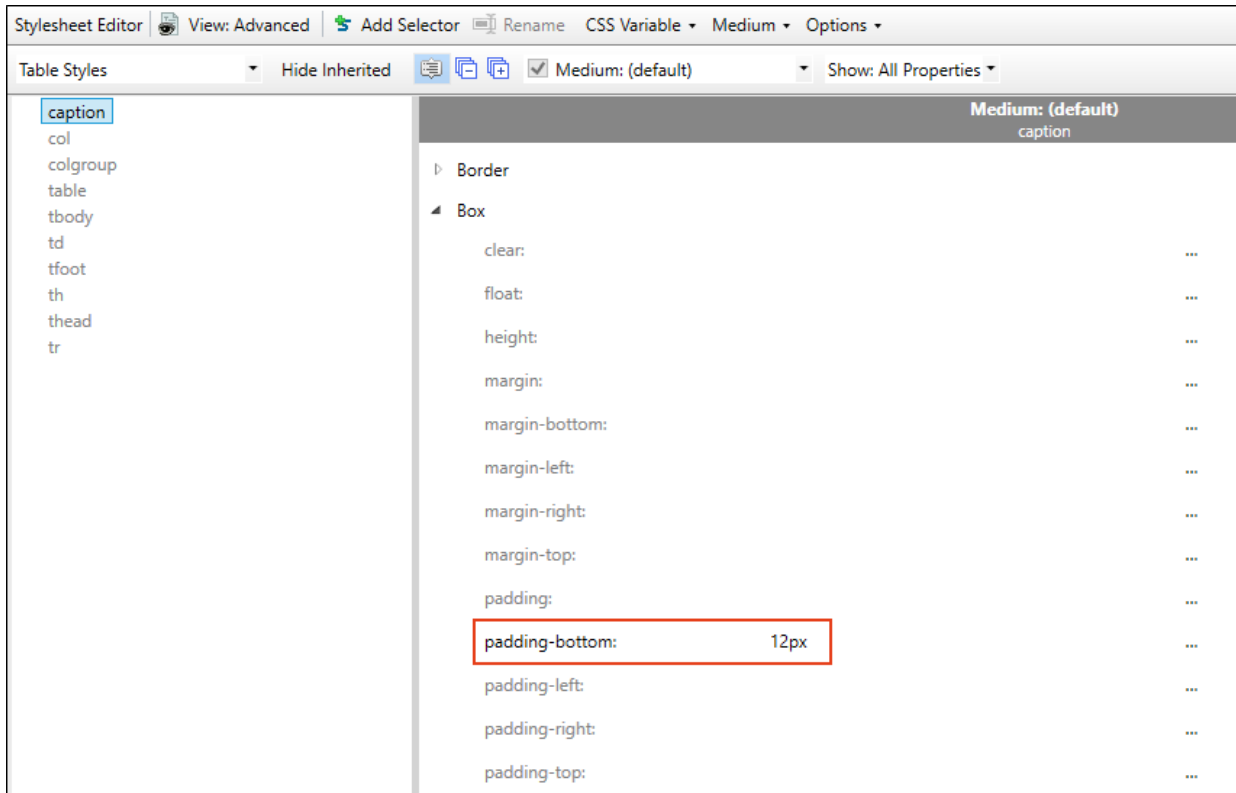 Stylesheet Editor View: Advanced Add Selector Rename CSS Variable Medium Options
Table Styles Hide Inherited Medium: (default) Show: All Properties
caption
col
colgroup
table
tbody
td
tfoot
th
thead
tr
Medium: (default)
caption
Border
Box
clear: ...
float: ...
height: ...
margin: ...
margin-bottom: ...
margin-left: ...
margin-right: ...
margin-top: ...
padding: ...
padding-bottom: 12px ...
padding-left: ...
padding-right: ...
padding-top: ...